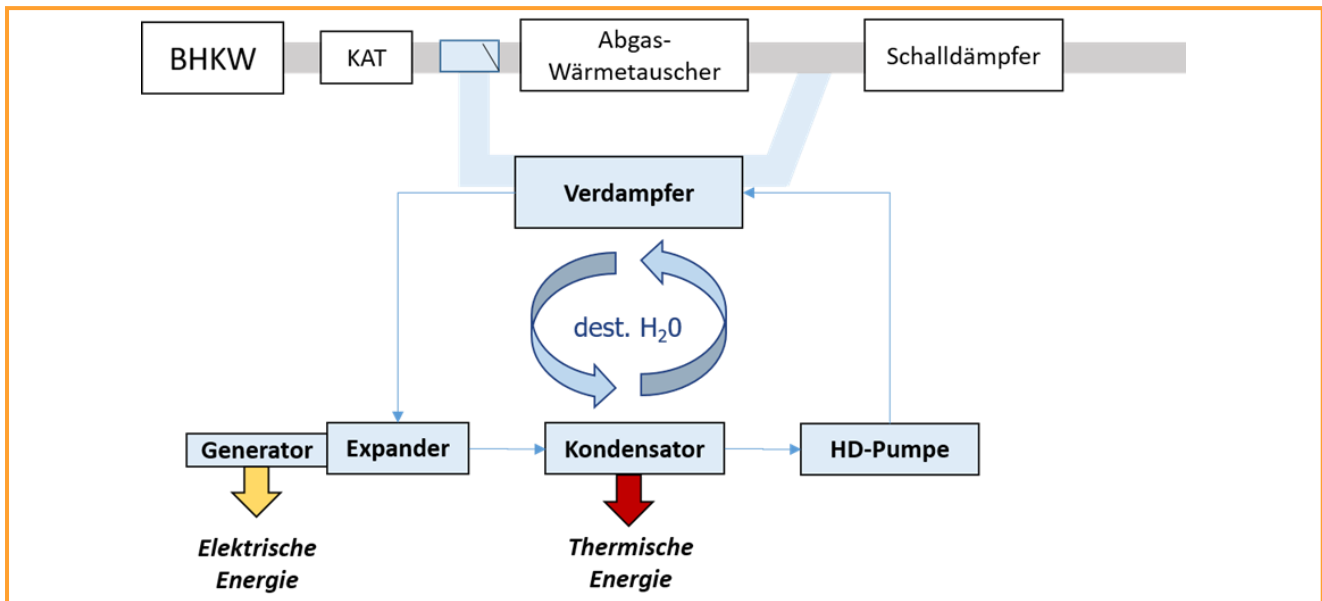 BHKW
KAT
Abgas-
Wärmetauscher
Schalldämpfer
Verdampfer
dest. H₂0
Generator
Expander
Kondensator
HD-Pumpe
Elektrische
Energie
Thermische
Energie